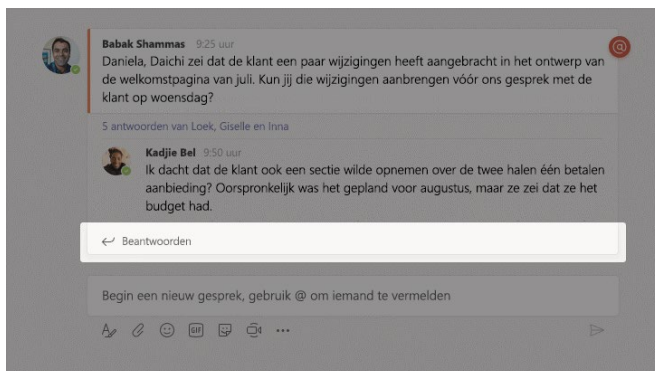 Babak Shammas 9:25 uur
Daniela, Daichi zei dat de klant een paar wijzigingen heeft aangebracht in het ontwerp van
de welkomstpagina van juli. Kun jij die wijzigingen aanbrengen vóór ons gesprek met de
klant op woensdag?
5 antwoorden van Loek, Giselle en Inna
Kadjie Bel 9:50 uur
Ik dacht dat de klant ook een sectie wilde opnemen over de twee halen één betalen
aanbieding? Oorspronkelijk was het gepland voor augustus, maar ze zei dat ze het
budget had.
Beantwoorden
Begin een nieuw gesprek, gebruik @ om iemand te vermelden
GIF